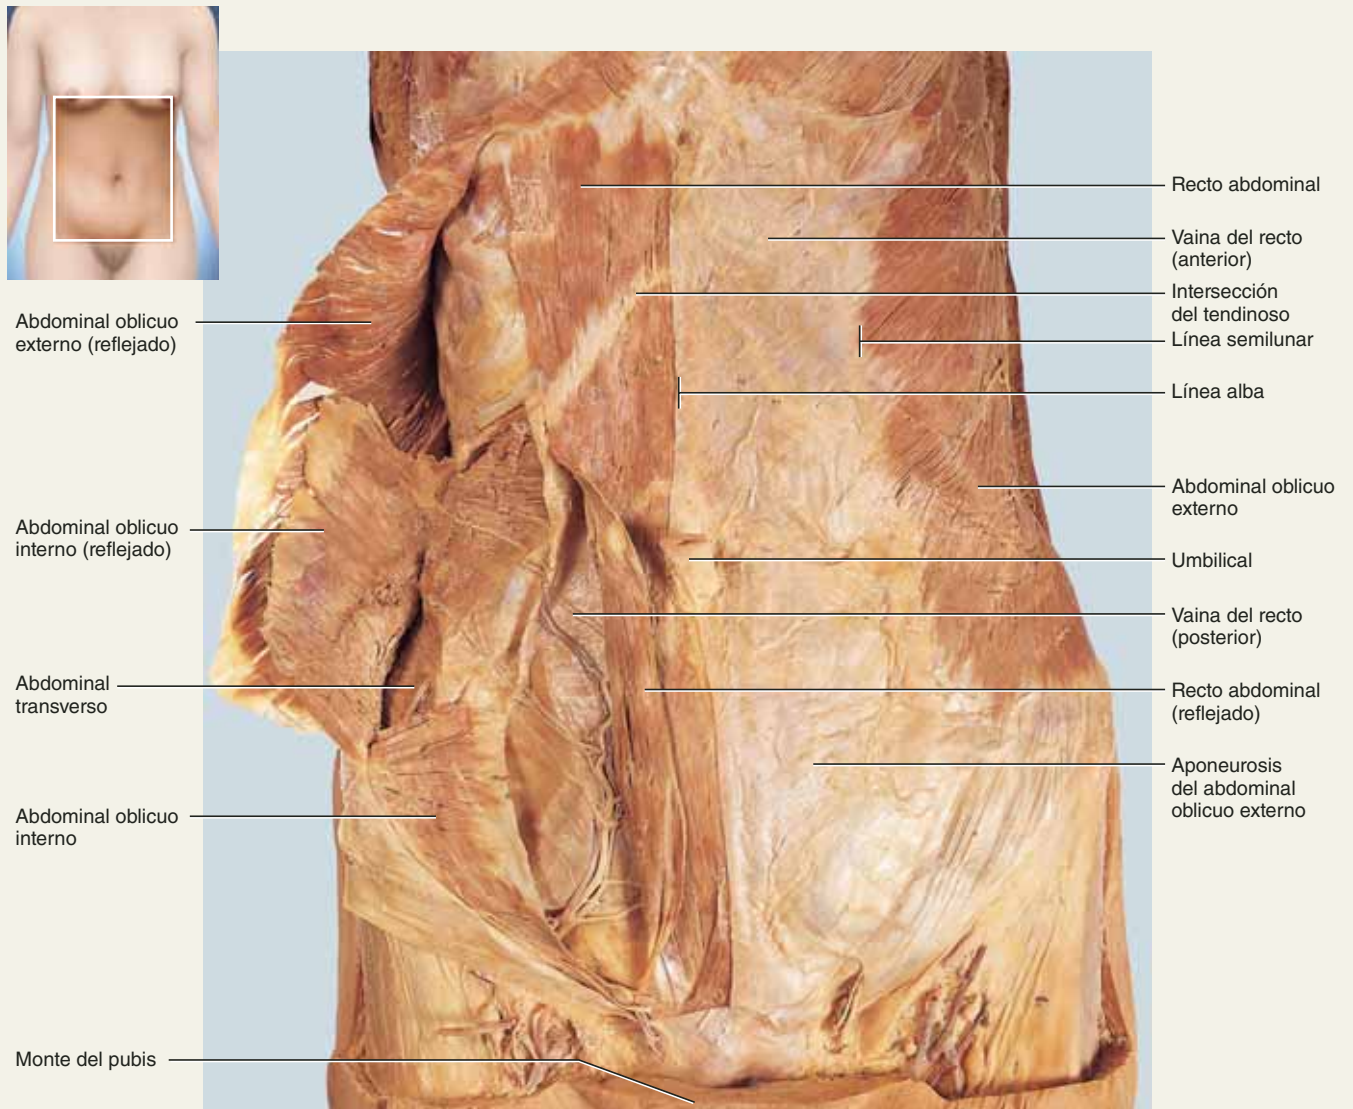 Abdominal oblicuo
externo (reflejado)
Abdominal oblicuo
interno (reflejado)
Abdominal
transverso
Abdominal oblicuo
interno
Monte del pubis
Recto abdominal
Vaina del recto
(anterior)
Intersección
del tendinoso
Línea semilunar
Línea alba
Abdominal oblicuo
externo
Umbilical
Vaina del recto
(posterior)
Recto abdominal
(reflejado)
Aponeurosis
del abdominal
oblicuo externo